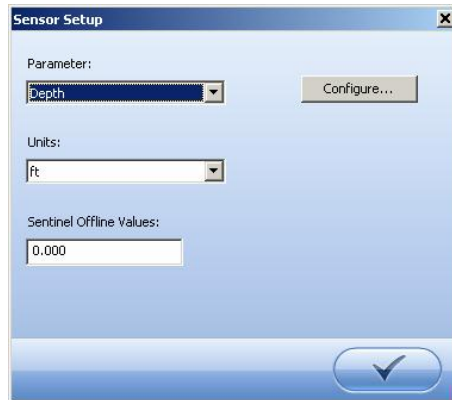 Sensor Setup
Parameter:
Depth
Configure...
Units:
ft
Sentinel Offline Values:
0.000